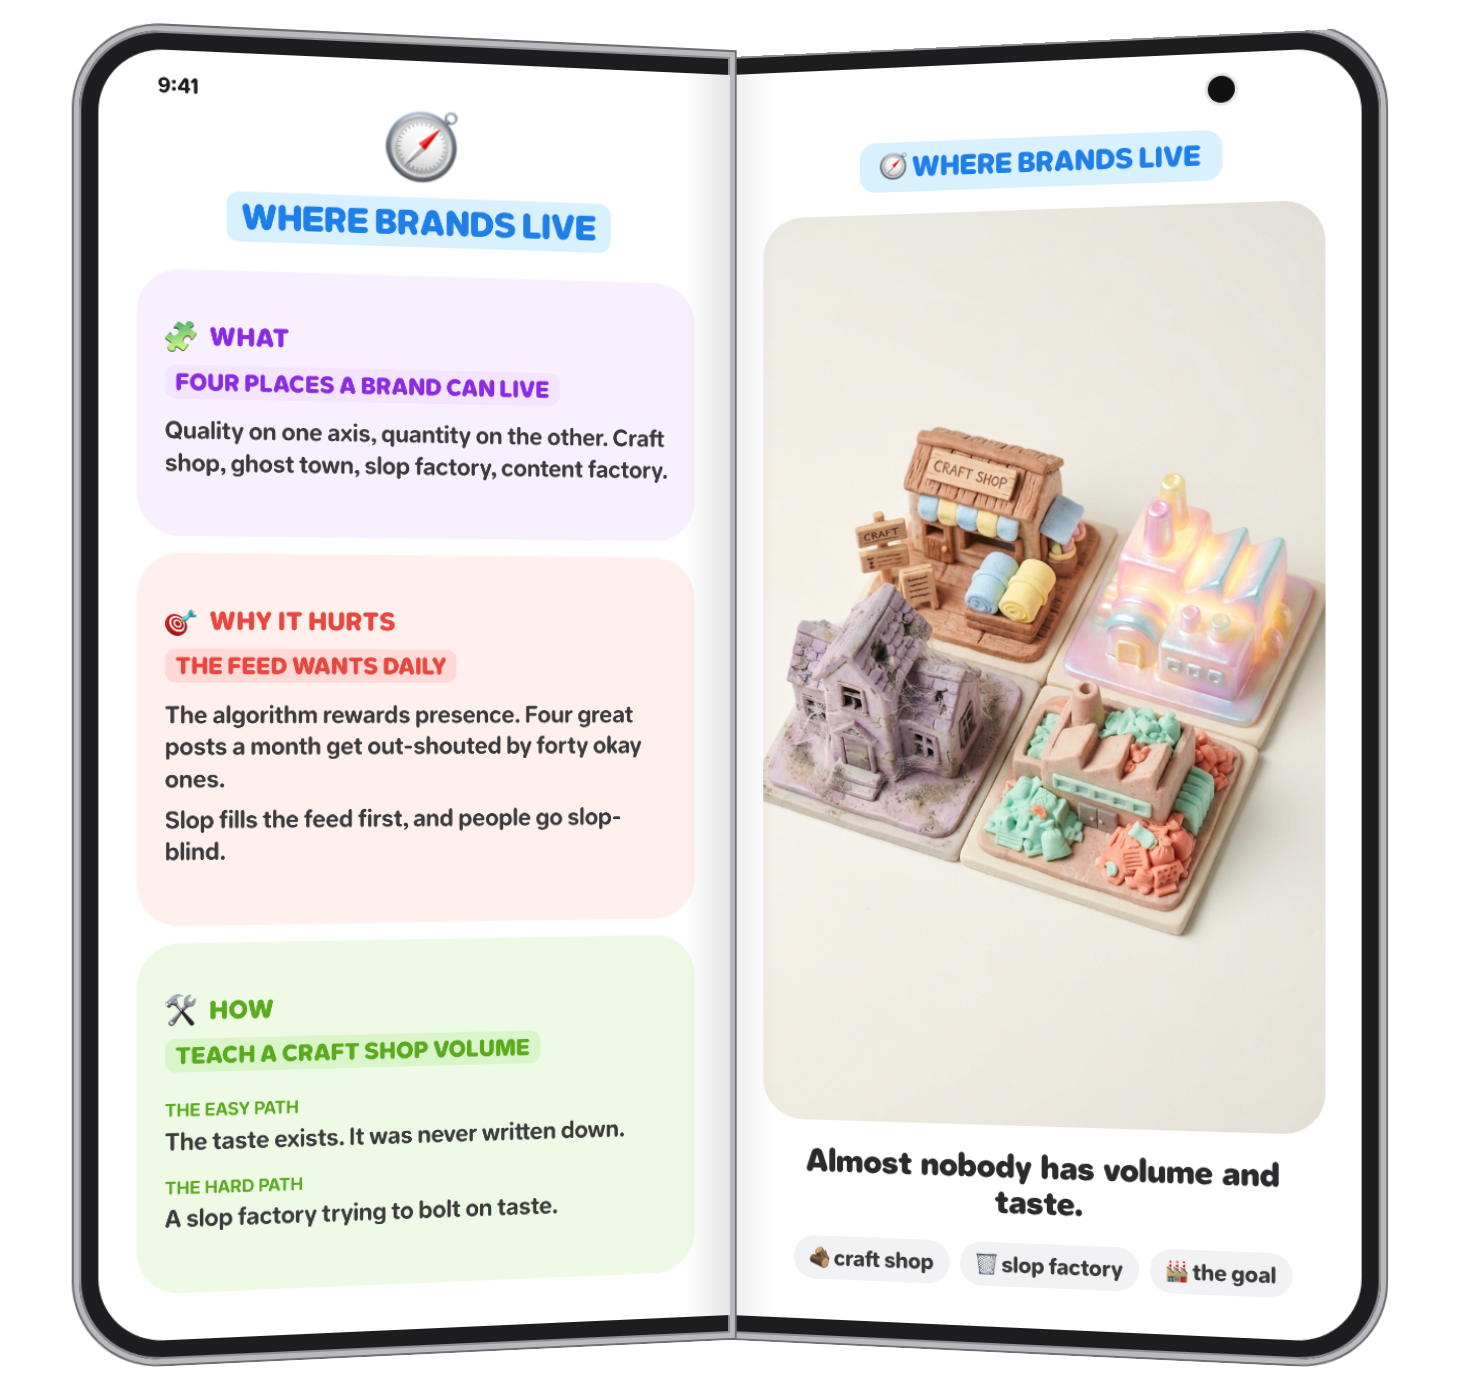 9:41
WHERE BRANDS LIVE
WHAT
FOUR PLACES A BRAND CAN LIVE
Quality on one axis, quantity on the other. Craft
shop, ghost town, slop factory, content factory.
WHY IT HURTS
THE FEED WANTS DAILY
The algorithm rewards presence. Four great
posts a month get out-shouted by forty okay
ones.
Slop fills the feed first, and people go slop-
blind.
HOW
TEACH A CRAFT SHOP VOLUME
THE EASY PATH
The taste exists. It was never written down.
THE HARD PATH
A slop factory trying to bolt on taste.
WHERE BRANDS LIVE
CRAFT SHOP
CRAFT
Almost nobody has volume and
taste.
craft shop
slop factory
the goal